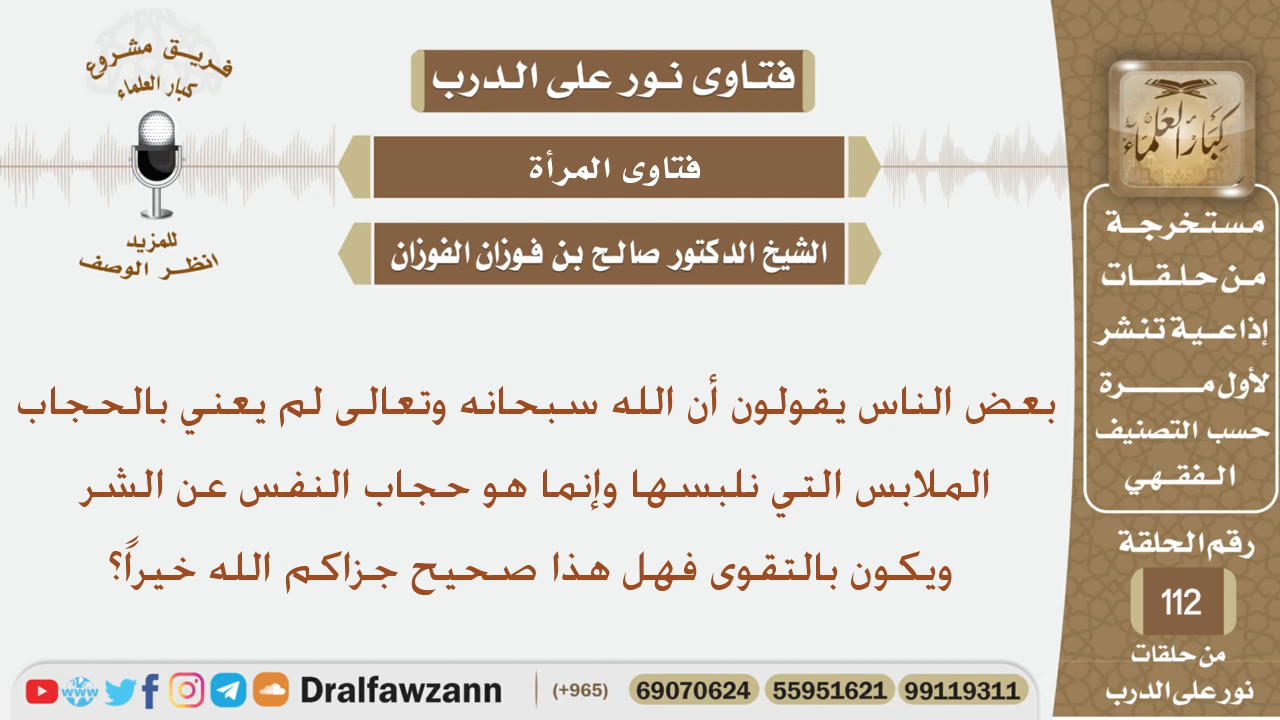 فريق مشروع
كبار العلماء
للمزيد
انظر الوصف
فتاوى نور على الدرب
فتاوى المرأة
الشيخ الدكتور صالح بن فوزان الفوزان
بعض الناس يقولون أن الله سبحانه وتعالى لم يعني بالحجاب
الملابس التي نلبسها وإنما هو حجاب النفس عن الشر
ويكون بالتقوى فهل هذا صحيح جزاكم الله خيراً؟
كبار العلماء
مستخرجة
من حلقات
إذاعية تنشر
لأول مرة
حسب التصنيف
الفقهي
رقم الحلقة
112
من حلقات
نور على الدرب
www
Dralfawzann
(+965)
69070624
55951621
99119311